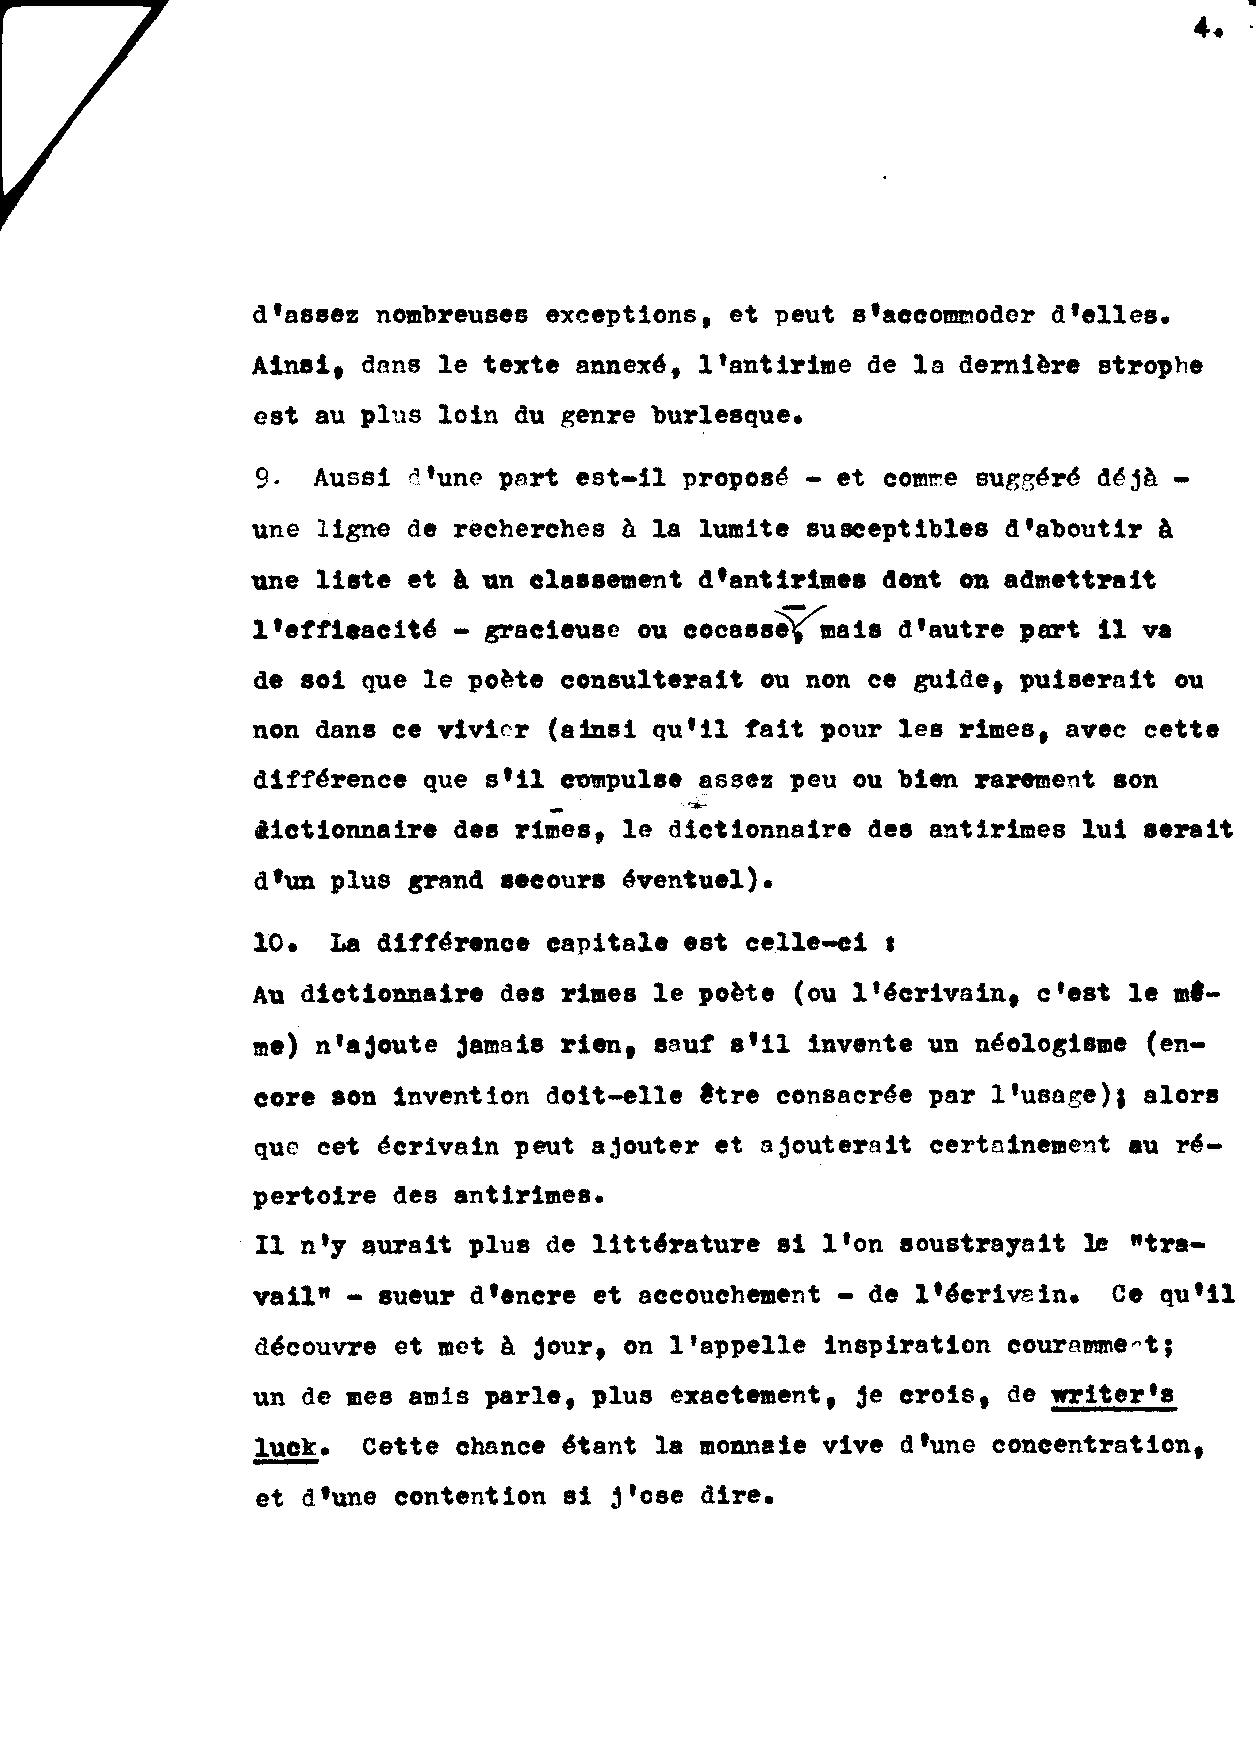 4.
d'assez nombreuses exceptions, et peut s'accommoder d'elles.
Ainsi, dans le texte annexé, l'antirime de la dernière strophe
est au plus loin du genre burlesque.
9. Aussi d'une part est-il proposé - et comme suggéré déjà -
une ligne de recherches à la lumite susceptibles d'aboutir à
une liste et à un classement d'antirimes dont on admettrait
l'efficacité - gracieuse ou cocasse, mais d'autre part il va
de soi que le poète consulterait ou non ce guide, puiserait ou
non dans ce vivier (ainsi qu'il fait pour les rimes, avec cette
différence que s'il compulse assez peu ou bien rarement son
dictionnaire des rimes, le dictionnaire des antirimes lui serait
d'un plus grand secours éventuel).
10. La différence capitale est celle-ci :
Au dictionnaire des rimes le poète (ou l'écrivain, c'est le mê-
me) n'ajoute jamais rien, sauf s'il invente un néologisme (en-
core son invention doit-elle être consacrée par l'usage); alors
que cet écrivain peut ajouter et ajouterait certainement au ré-
pertoire des antirimes.
Il n'y aurait plus de littérature si l'on soustrayait le "tra-
vail" - sueur d'encre et accouchement - de l'écrivain. Ce qu'il
découvre et met à jour, on l'appelle inspiration couramment;
un de mes amis parle, plus exactement, je crois, de writer's
luck. Cette chance étant la monnaie vive d'une concentration,
et d'une contention si j'ose dire.